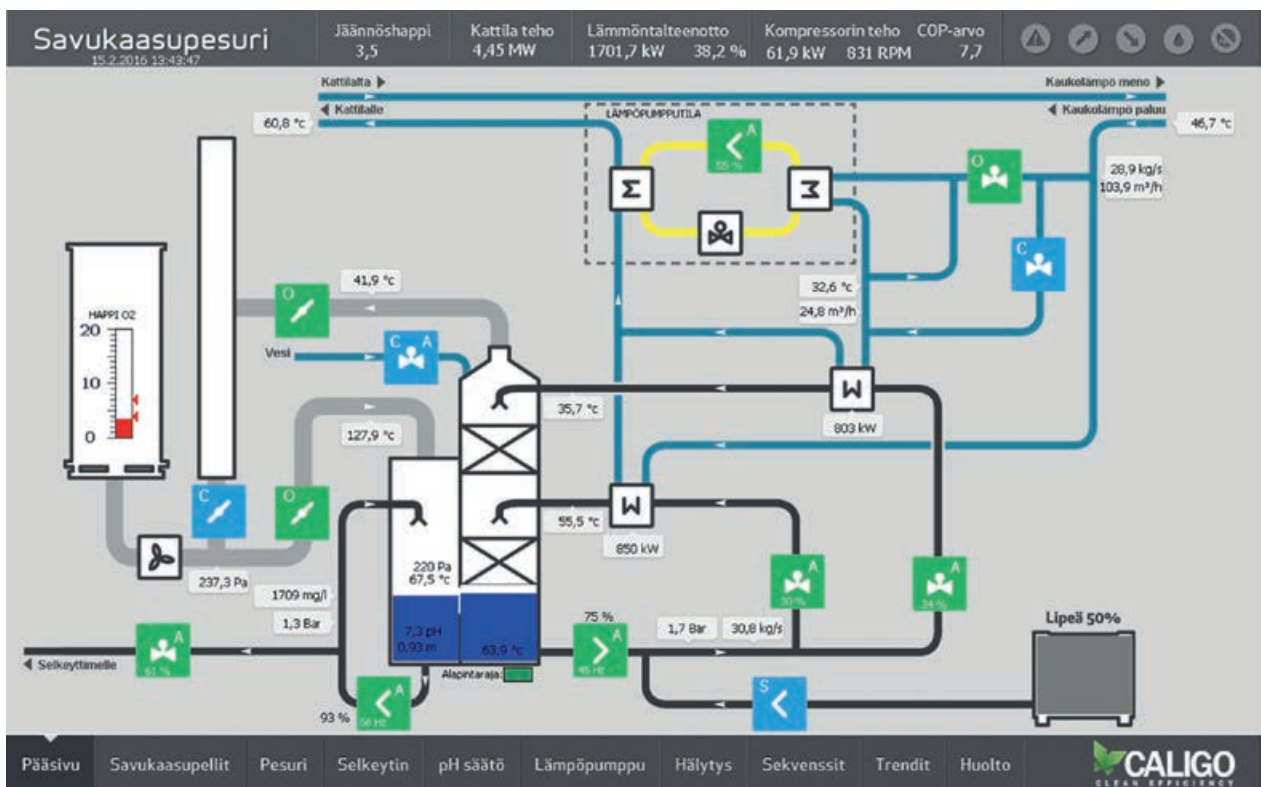 Savukaasupesuri
15.2.2016 13:43:47
Jäännöshappi
3,5
Kattila teho
4,45 MW
Lämmöntalteenotto
1701,7 kW 38,2 %
Kompressorin teho
61,9 kW 831 RPM
COP-arvo
7,7
Kattilalta
Kaukolämpö meno
Kattilalle
Kaukolämpö paluu
60,8 °c
46,7 °c
LÄMPÖPUMPPUTILA
A
55 %
O
28,9 kg/s
103,9 m³/h
C
41,9 °c
32,6 °c
24,8 m³/h
O
HAPPI O2
20
10
0
Vesi
C A
35,7 °c
803 kW
127,9 °c
C
O
55,5 °c
850 kW
237,3 Pa
220 Pa
67,5 °c
1709 mg/l
1,3 Bar
7,3 pH
0,93 m
63,9 °c
A
30 %
A
34 %
75 %
A
45 Hz
1,7 Bar
30,8 kg/s
Lipeä 50%
A
61 %
Selkeyttimelle
Alapintaraja:
93 %
A
56 Hz
S
Pääsivu
Savukaasupellit
Pesuri
Selkeytin
pH säätö
Lämpöpumppu
Hälytys
Sekvenssit
Trendit
Huolto
CALIGO
CLEAN EFFICIENCY